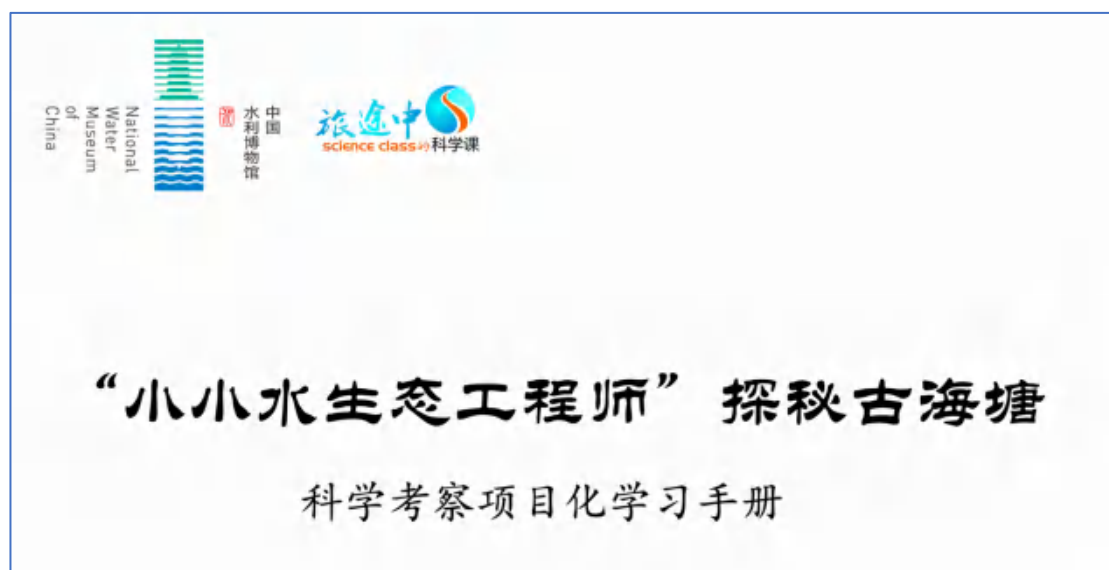 National
Water
Museum
of
China
中国
水利博物馆
旅途中
science class的科学课
“小小水生态工程师”探秘古海塘
科学考察项目化学习手册